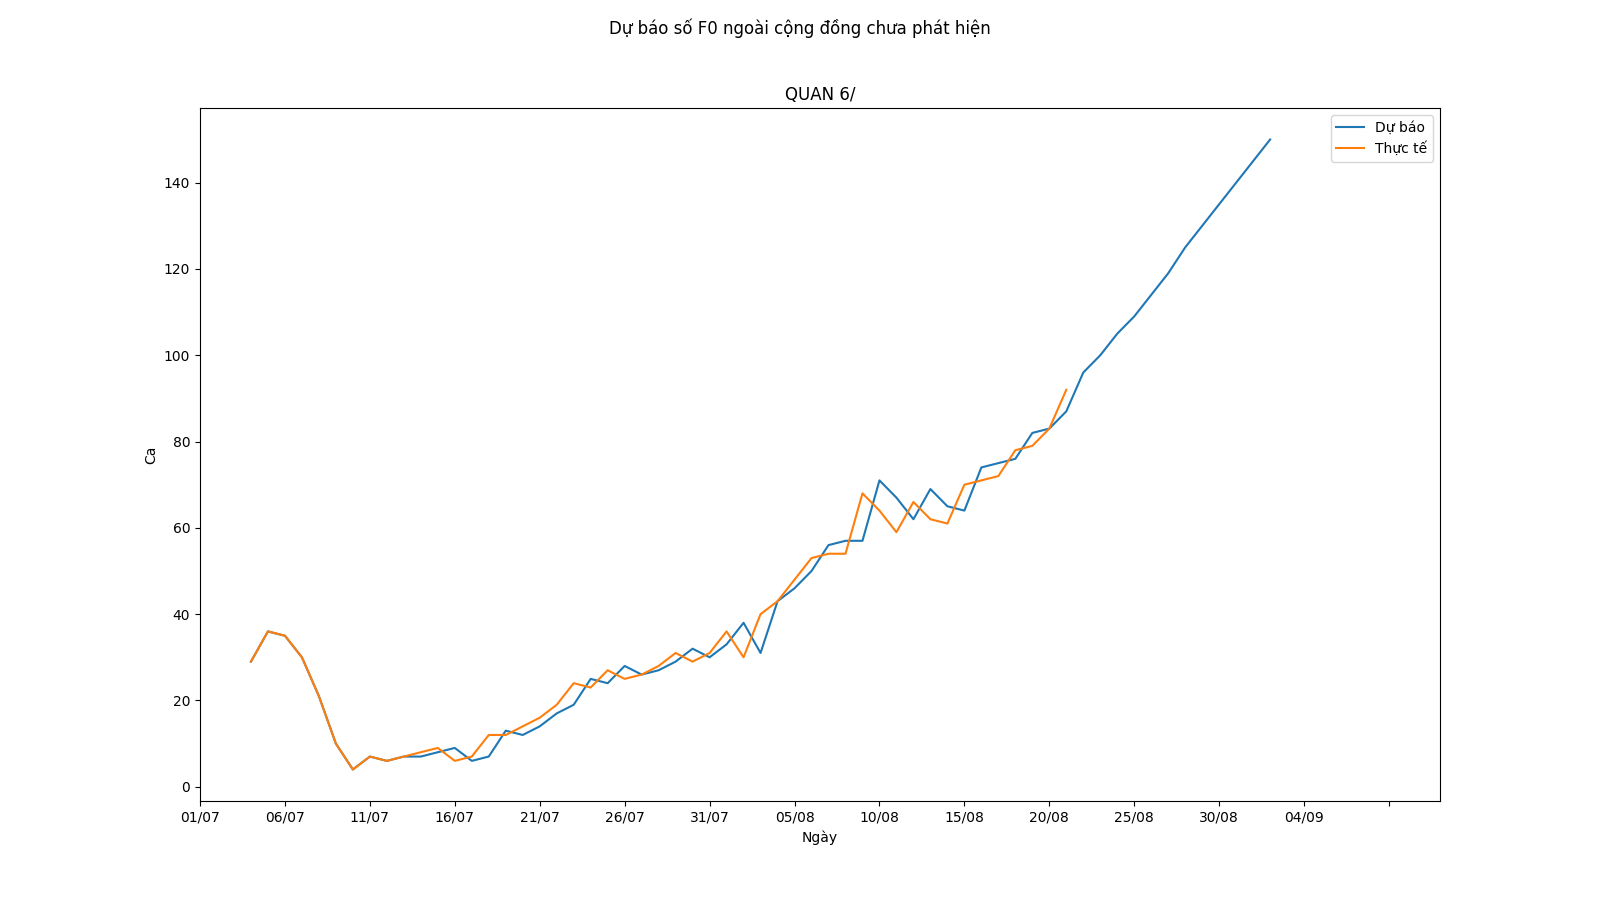 Dự báo số F0 ngoài cộng đồng chưa phát hiện
QUAN 6/
Dự báo
Thực tế
140
120
100
80
60
40
20
0
Ca
01/07 06/07 11/07 16/07 21/07 26/07 31/07 05/08 10/08 15/08 20/08 25/08 30/08 04/09
Ngày